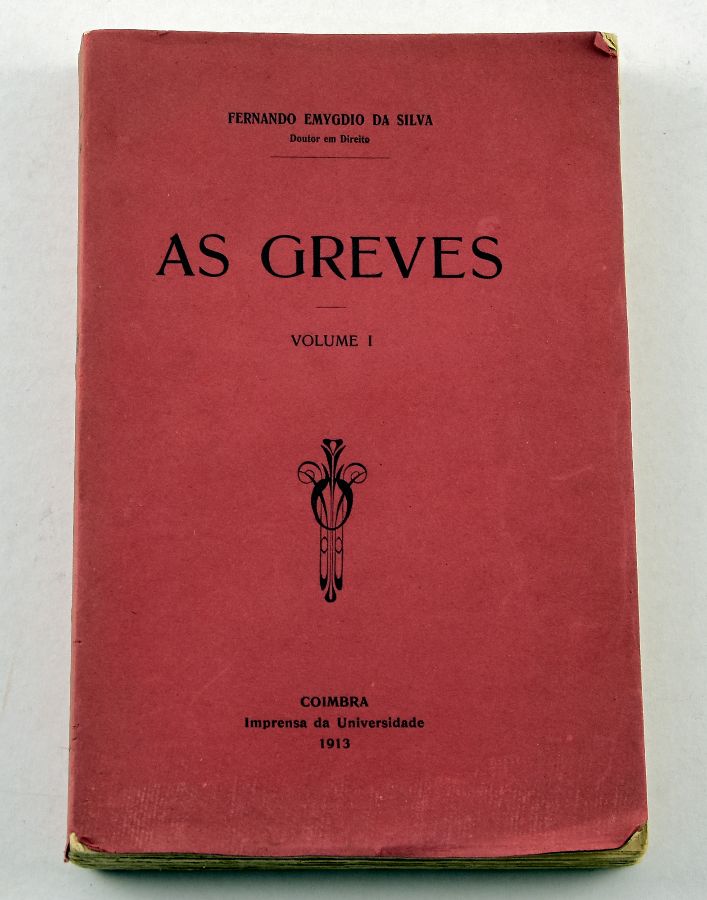 FERNANDO EMYGDIO DA SILVA
Doutor em Direito
AS GREVES
VOLUME I
COIMBRA
Imprensa da Universidade
1913